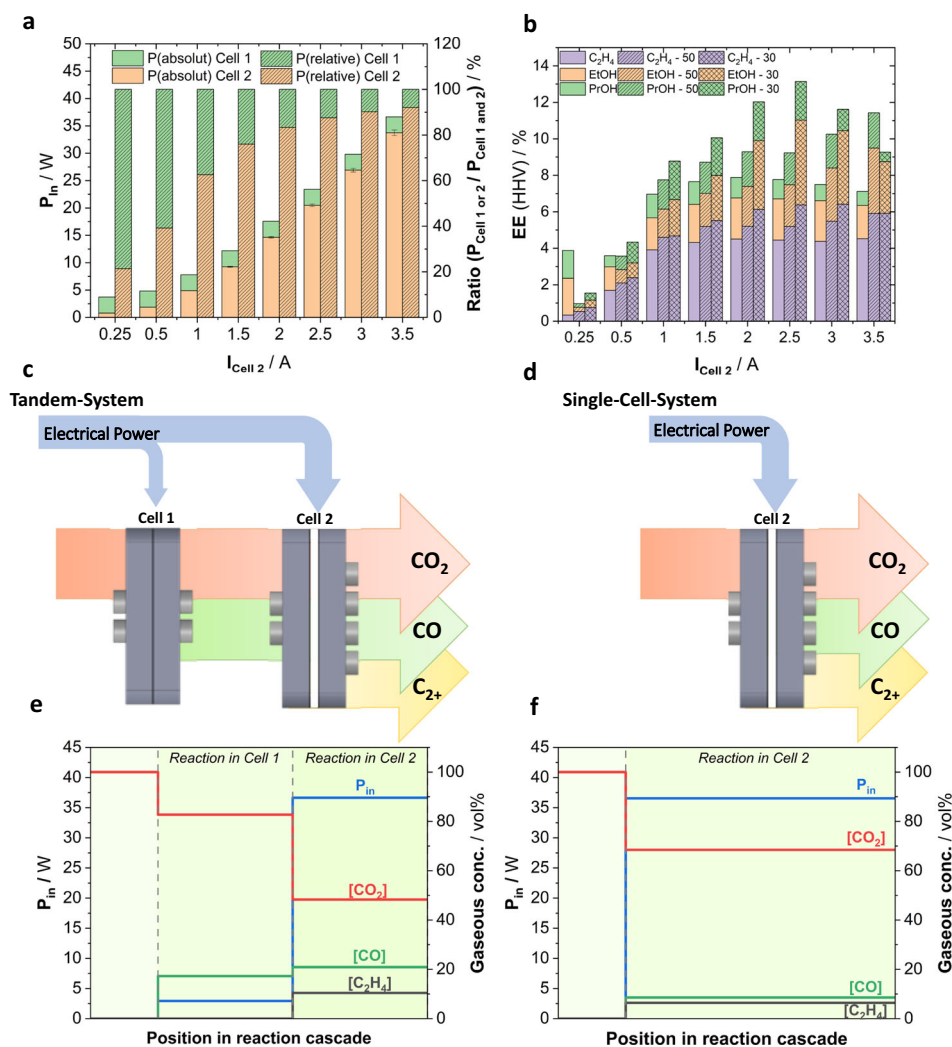 a
P(absolut) Cell 1 P(relative) Cell 1
P(absolut) Cell 2 P(relative) Cell 2
P_In / W
50
45
40
35
30
25
20
15
10
5
0
120
100
80
60
40
20
0
Ratio (P_Cell 1 or 2 / P_Cell 1 and 2) / %
0.25 0.5 1 1.5 2 2.5 3 3.5
I_Cell 2 / A
b
C₂H₄ C₂H₄ - 50 C₂H₄ - 30
EtOH EtOH - 50 EtOH - 30
PrOH PrOH - 50 PrOH - 30
EE (HHV) / %
14
12
10
8
6
4
2
0
0.25 0.5 1 1.5 2 2.5 3 3.5
I_Cell 2 / A
c
Tandem-System
Electrical Power
Cell 1 Cell 2
CO₂
CO
C₂₊
d
Single-Cell-System
Electrical Power
Cell 2
CO₂
CO
C₂₊
e
Reaction in Cell 1 Reaction in Cell 2
P_in
[CO₂]
[CO]
[C₂H₄]
P_in / W
45
40
35
30
25
20
15
10
5
0
100
80
60
40
20
0
Gaseous conc. / vol%
Position in reaction cascade
f
Reaction in Cell 2
P_in
[CO₂]
[CO]
[C₂H₄]
P_in / W
45
40
35
30
25
20
15
10
5
0
100
80
60
40
20
0
Gaseous conc. / vol%
Position in reaction cascade